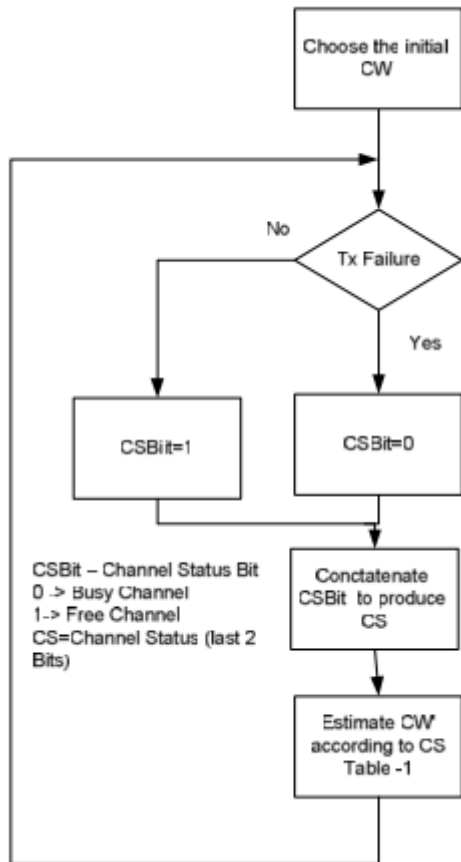 Choose the initial
CW
No
Tx Failure
Yes
CSBiit=1
CSBit=0
CSBit – Channel Status Bit
0 -> Busy Channel
1-> Free Channel
CS=Channel Status (last 2
Bits)
Conctatenate
CSBit to produce
CS
Estimate CW'
according to CS
Table -1